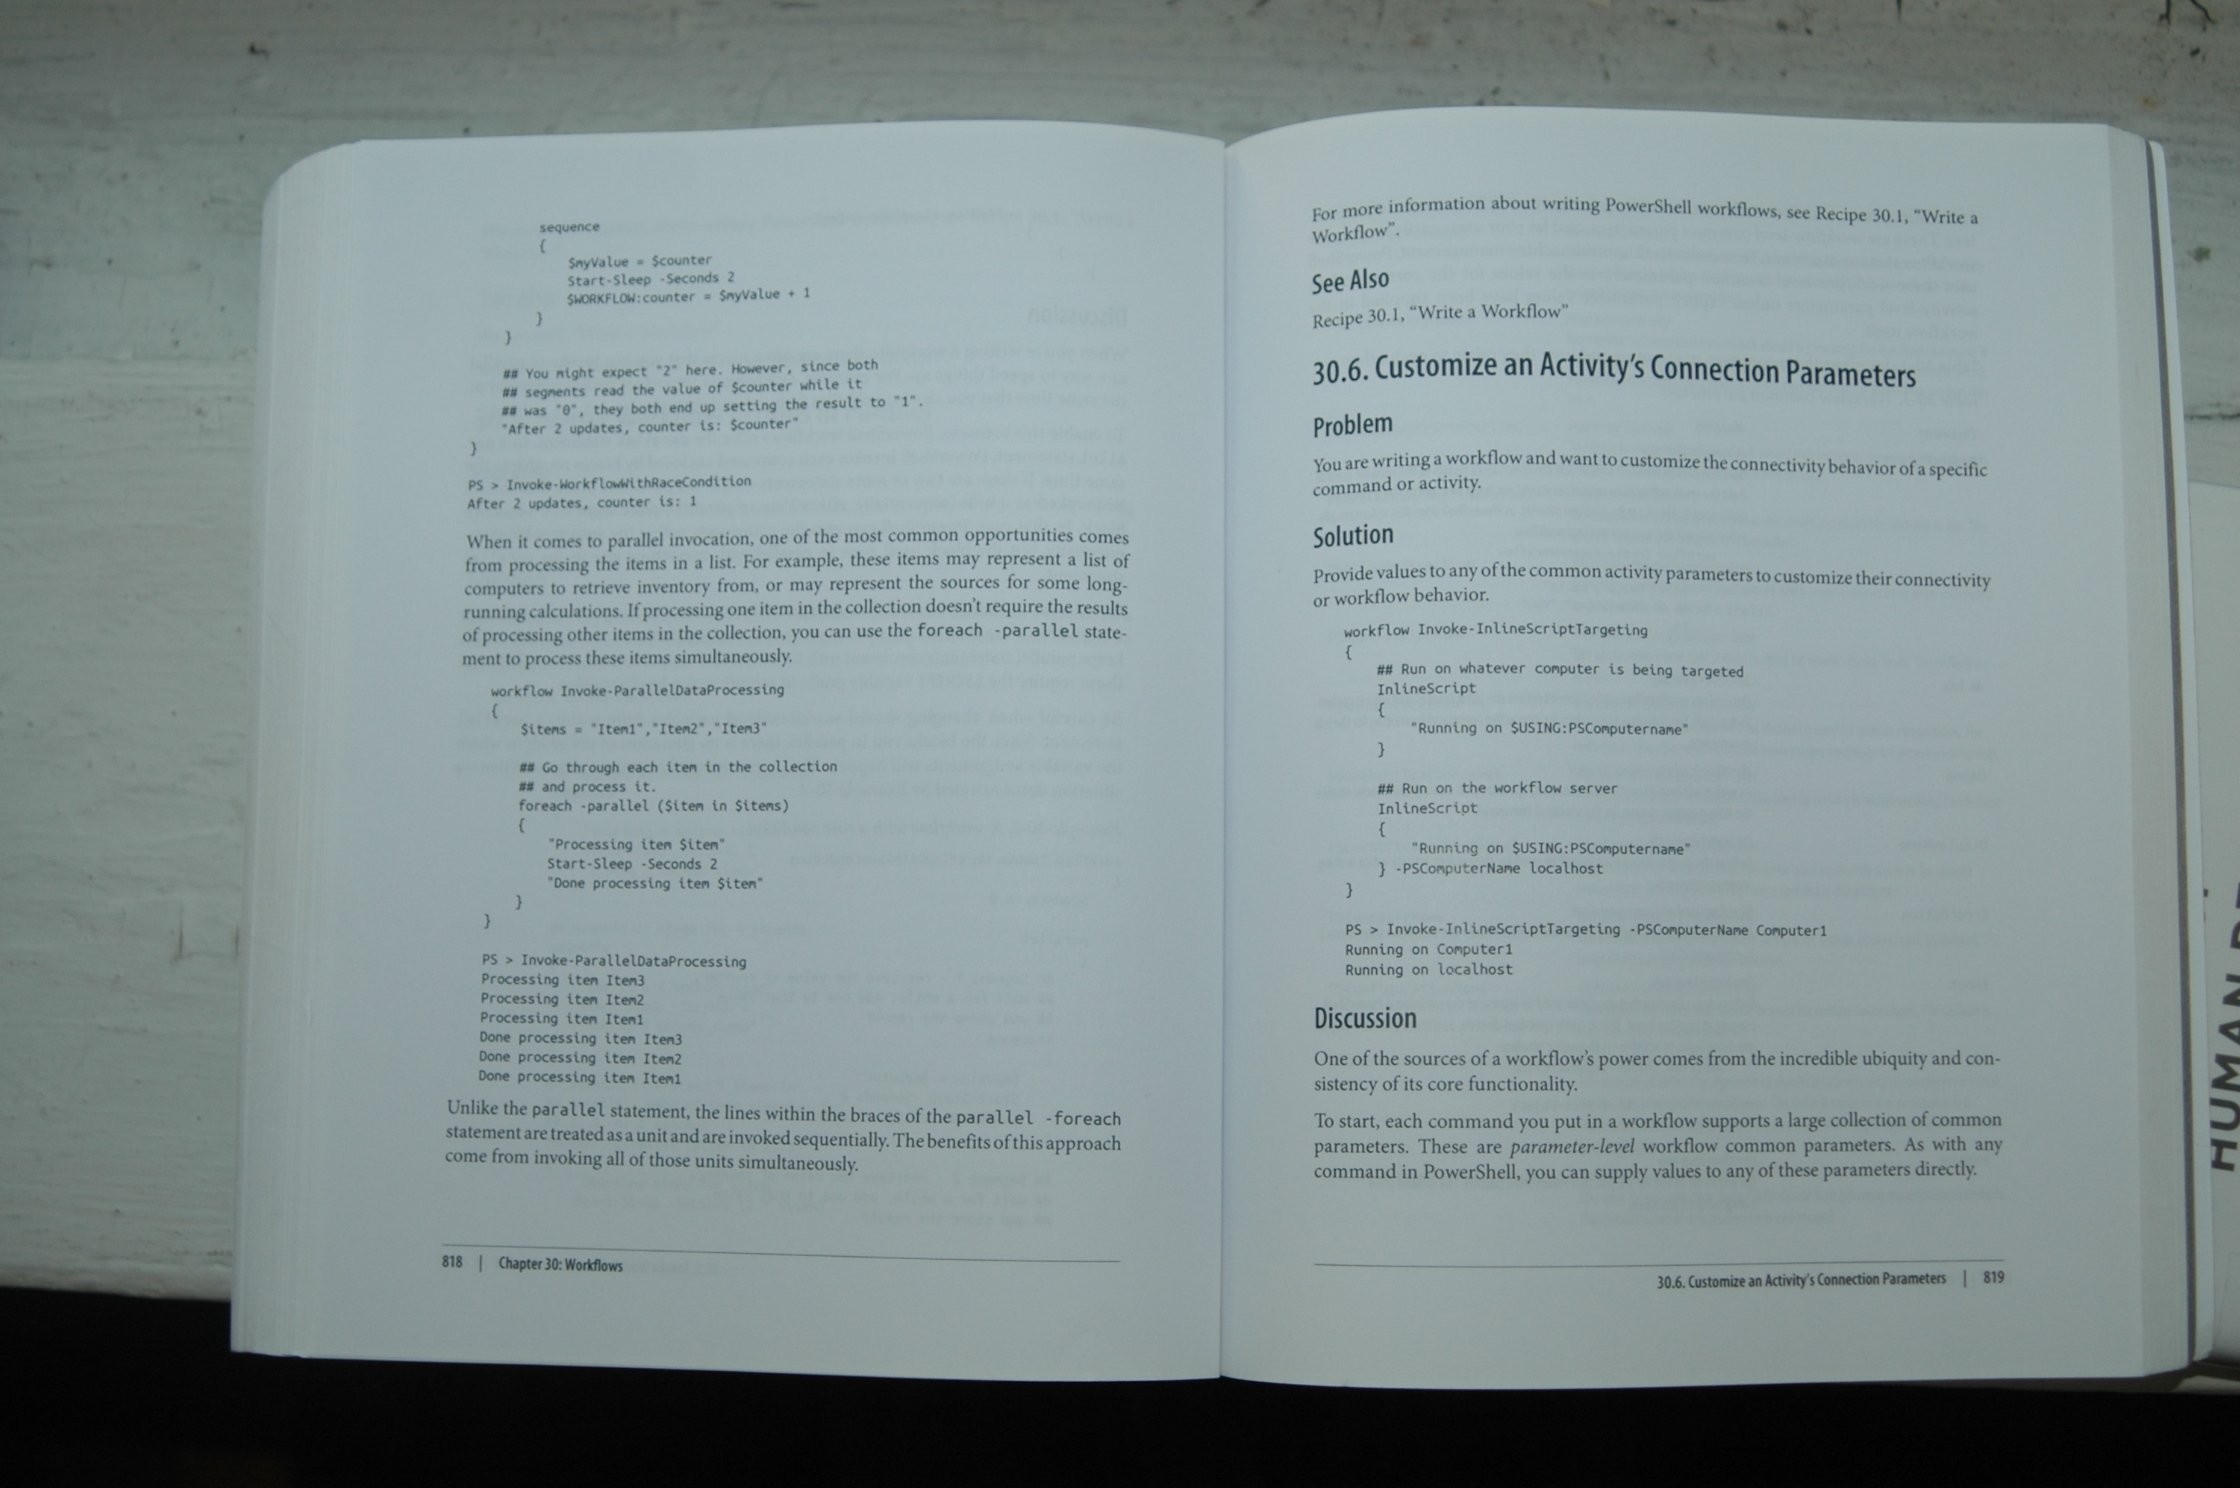 sequence
{
$myValue = $counter
Start-Sleep -Seconds 2
$WORKFLOW:counter = $myValue + 1
}
}
## You might expect "2" here. However, since both
## segments read the value of $counter while it
## was "0", they both end up setting the result to "1".
"After 2 updates, counter is: $counter"
}
PS > Invoke-WorkflowWithRaceCondition
After 2 updates, counter is: 1
When it comes to parallel invocation, one of the most common opportunities comes
from processing the items in a list. For example, these items may represent a list of
computers to retrieve inventory from, or may represent the sources for some long-
running calculations. If processing one item in the collection doesn't require the results
of processing other items in the collection, you can use the foreach -parallel state-
ment to process these items simultaneously.
workflow Invoke-ParallelDataProcessing
{
$items = "Item1","Item2","Item3"
## Go through each item in the collection
## and process it.
foreach -parallel ($item in $items)
{
"Processing item $item"
Start-Sleep -Seconds 2
"Done processing item $item"
}
}
PS > Invoke-ParallelDataProcessing
Processing item Item3
Processing item Item2
Processing item Item1
Done processing item Item3
Done processing item Item2
Done processing item Item1
Unlike the parallel statement, the lines within the braces of the parallel -foreach
statement are treated as a unit and are invoked sequentially. The benefits of this approach
come from invoking all of those units simultaneously.
818 | Chapter 30: Workflows
For more information about writing PowerShell workflows, see Recipe 30.1, “Write a
Workflow”.
See Also
Recipe 30.1, “Write a Workflow”
30.6. Customize an Activity’s Connection Parameters
Problem
You are writing a workflow and want to customize the connectivity behavior of a specific
command or activity.
Solution
Provide values to any of the common activity parameters to customize their connectivity
or workflow behavior.
workflow Invoke-InlineScriptTargeting
{
## Run on whatever computer is being targeted
InlineScript
{
"Running on $USING:PSComputername"
}
## Run on the workflow server
InlineScript
{
"Running on $USING:PSComputername"
} -PSComputerName localhost
}
PS > Invoke-InlineScriptTargeting -PSComputerName Computer1
Running on Computer1
Running on localhost
Discussion
One of the sources of a workflow’s power comes from the incredible ubiquity and con-
sistency of its core functionality.
To start, each command you put in a workflow supports a large collection of common
parameters. These are parameter-level workflow common parameters. As with any
command in PowerShell, you can supply values to any of these parameters directly.
30.6. Customize an Activity’s Connection Parameters | 819
HUMAN